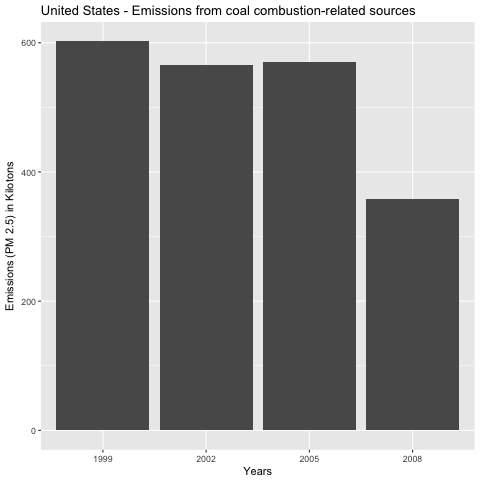 United States - Emissions from coal combustion-related sources
Emissions (PM 2.5) in Kilotons
600
400
200
0
1999 2002 2005 2008
Years